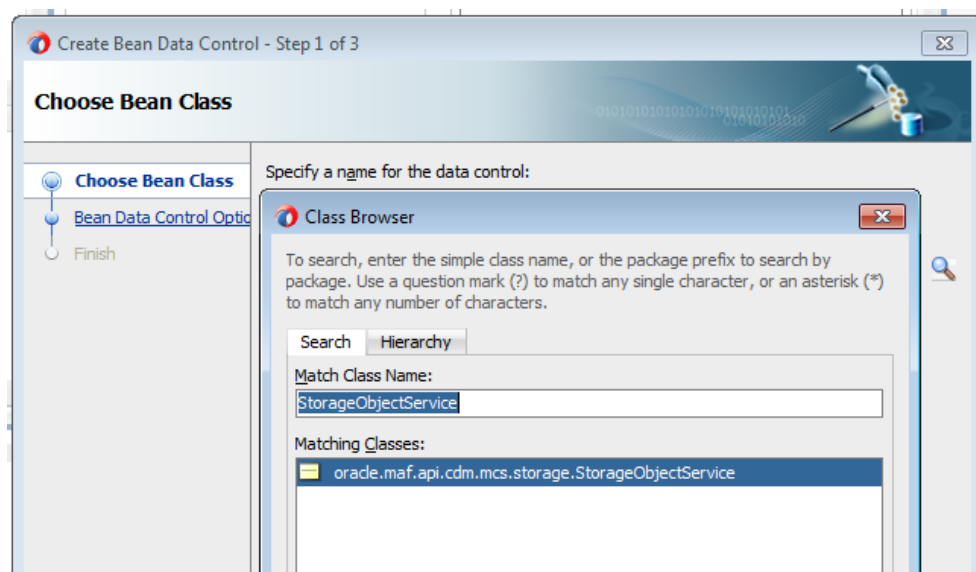 Create Bean Data Control - Step 1 of 3
Choose Bean Class
Choose Bean Class
Bean Data Control Optio
Finish
Specify a name for the data control:
Class Browser
To search, enter the simple class name, or the package prefix to search by
package. Use a question mark (?) to match any single character, or an asterisk (*)
to match any number of characters.
Search Hierarchy
Match Class Name:
StorageObjectService
Matching Classes:
oracle.maf.api.cdm.mcs.storage.StorageObjectService